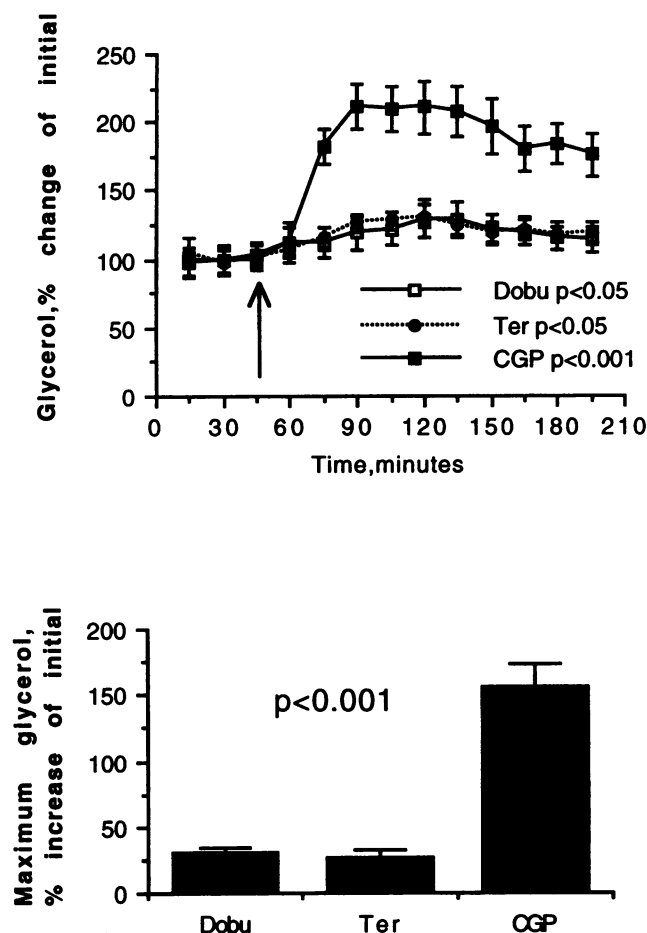 Glycerol,% change of initial
250
200
150
100
50
0
Dobu p<0.05
Ter p<0.05
CGP p<0.001
0 30 60 90 120 150 180 210
Time,minutes
Maximum glycerol,
% increase of initial
200
150
100
50
0
p<0.001
Dobu Ter CGP